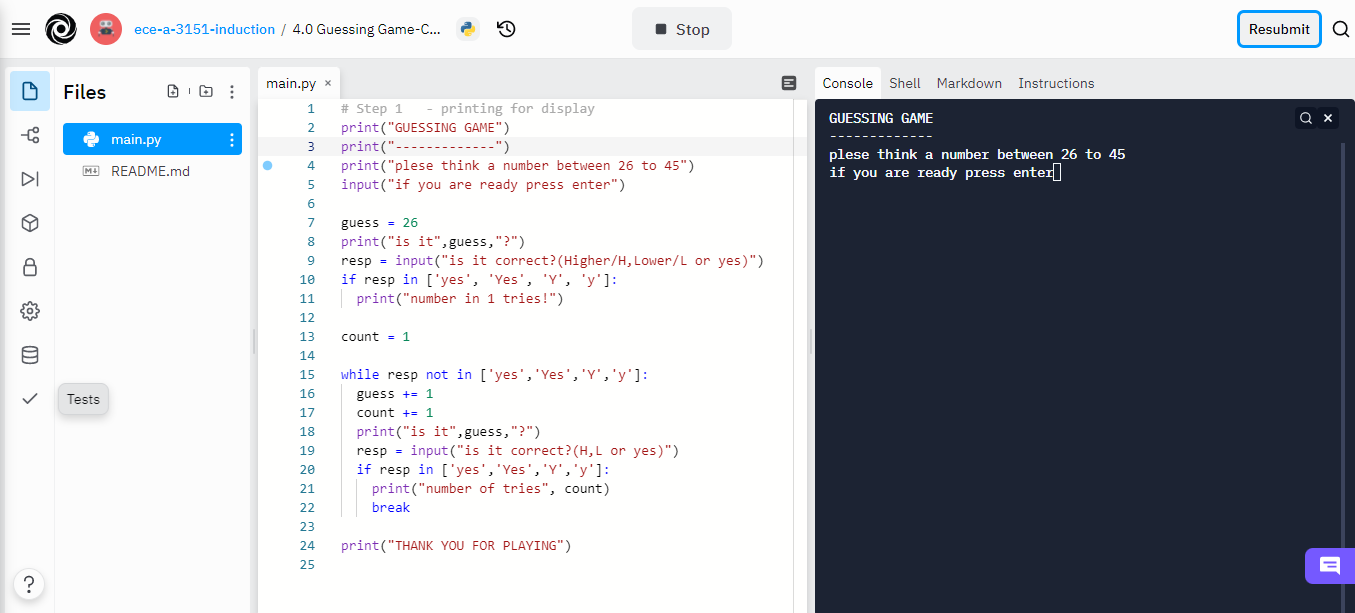 ece-a-3151-induction / 4.0 Guessing Game-C...
Stop
Resubmit
Files
main.py
README.md
Tests
?
main.py ×
1 # Step 1   - printing for display
2 print("GUESSING GAME")
3 print("-------------")
4 print("plese think a number between 26 to 45")
5 input("if you are ready press enter")
6
7 guess = 26
8 print("is it",guess,"?")
9 resp = input("is it correct?(Higher/H,Lower/L or yes)")
10 if resp in ['yes', 'Yes', 'Y', 'y']:
11   print("number in 1 tries!")
12
13 count = 1
14
15 while resp not in ['yes','Yes','Y','y']:
16   guess += 1
17   count += 1
18   print("is it",guess,"?")
19   resp = input("is it correct?(H,L or yes)")
20   if resp in ['yes','Yes','Y','y']:
21     print("number of tries", count)
22     break
23
24 print("THANK YOU FOR PLAYING")
25
Console Shell Markdown Instructions
GUESSING GAME
-------------
plese think a number between 26 to 45
if you are ready press enter